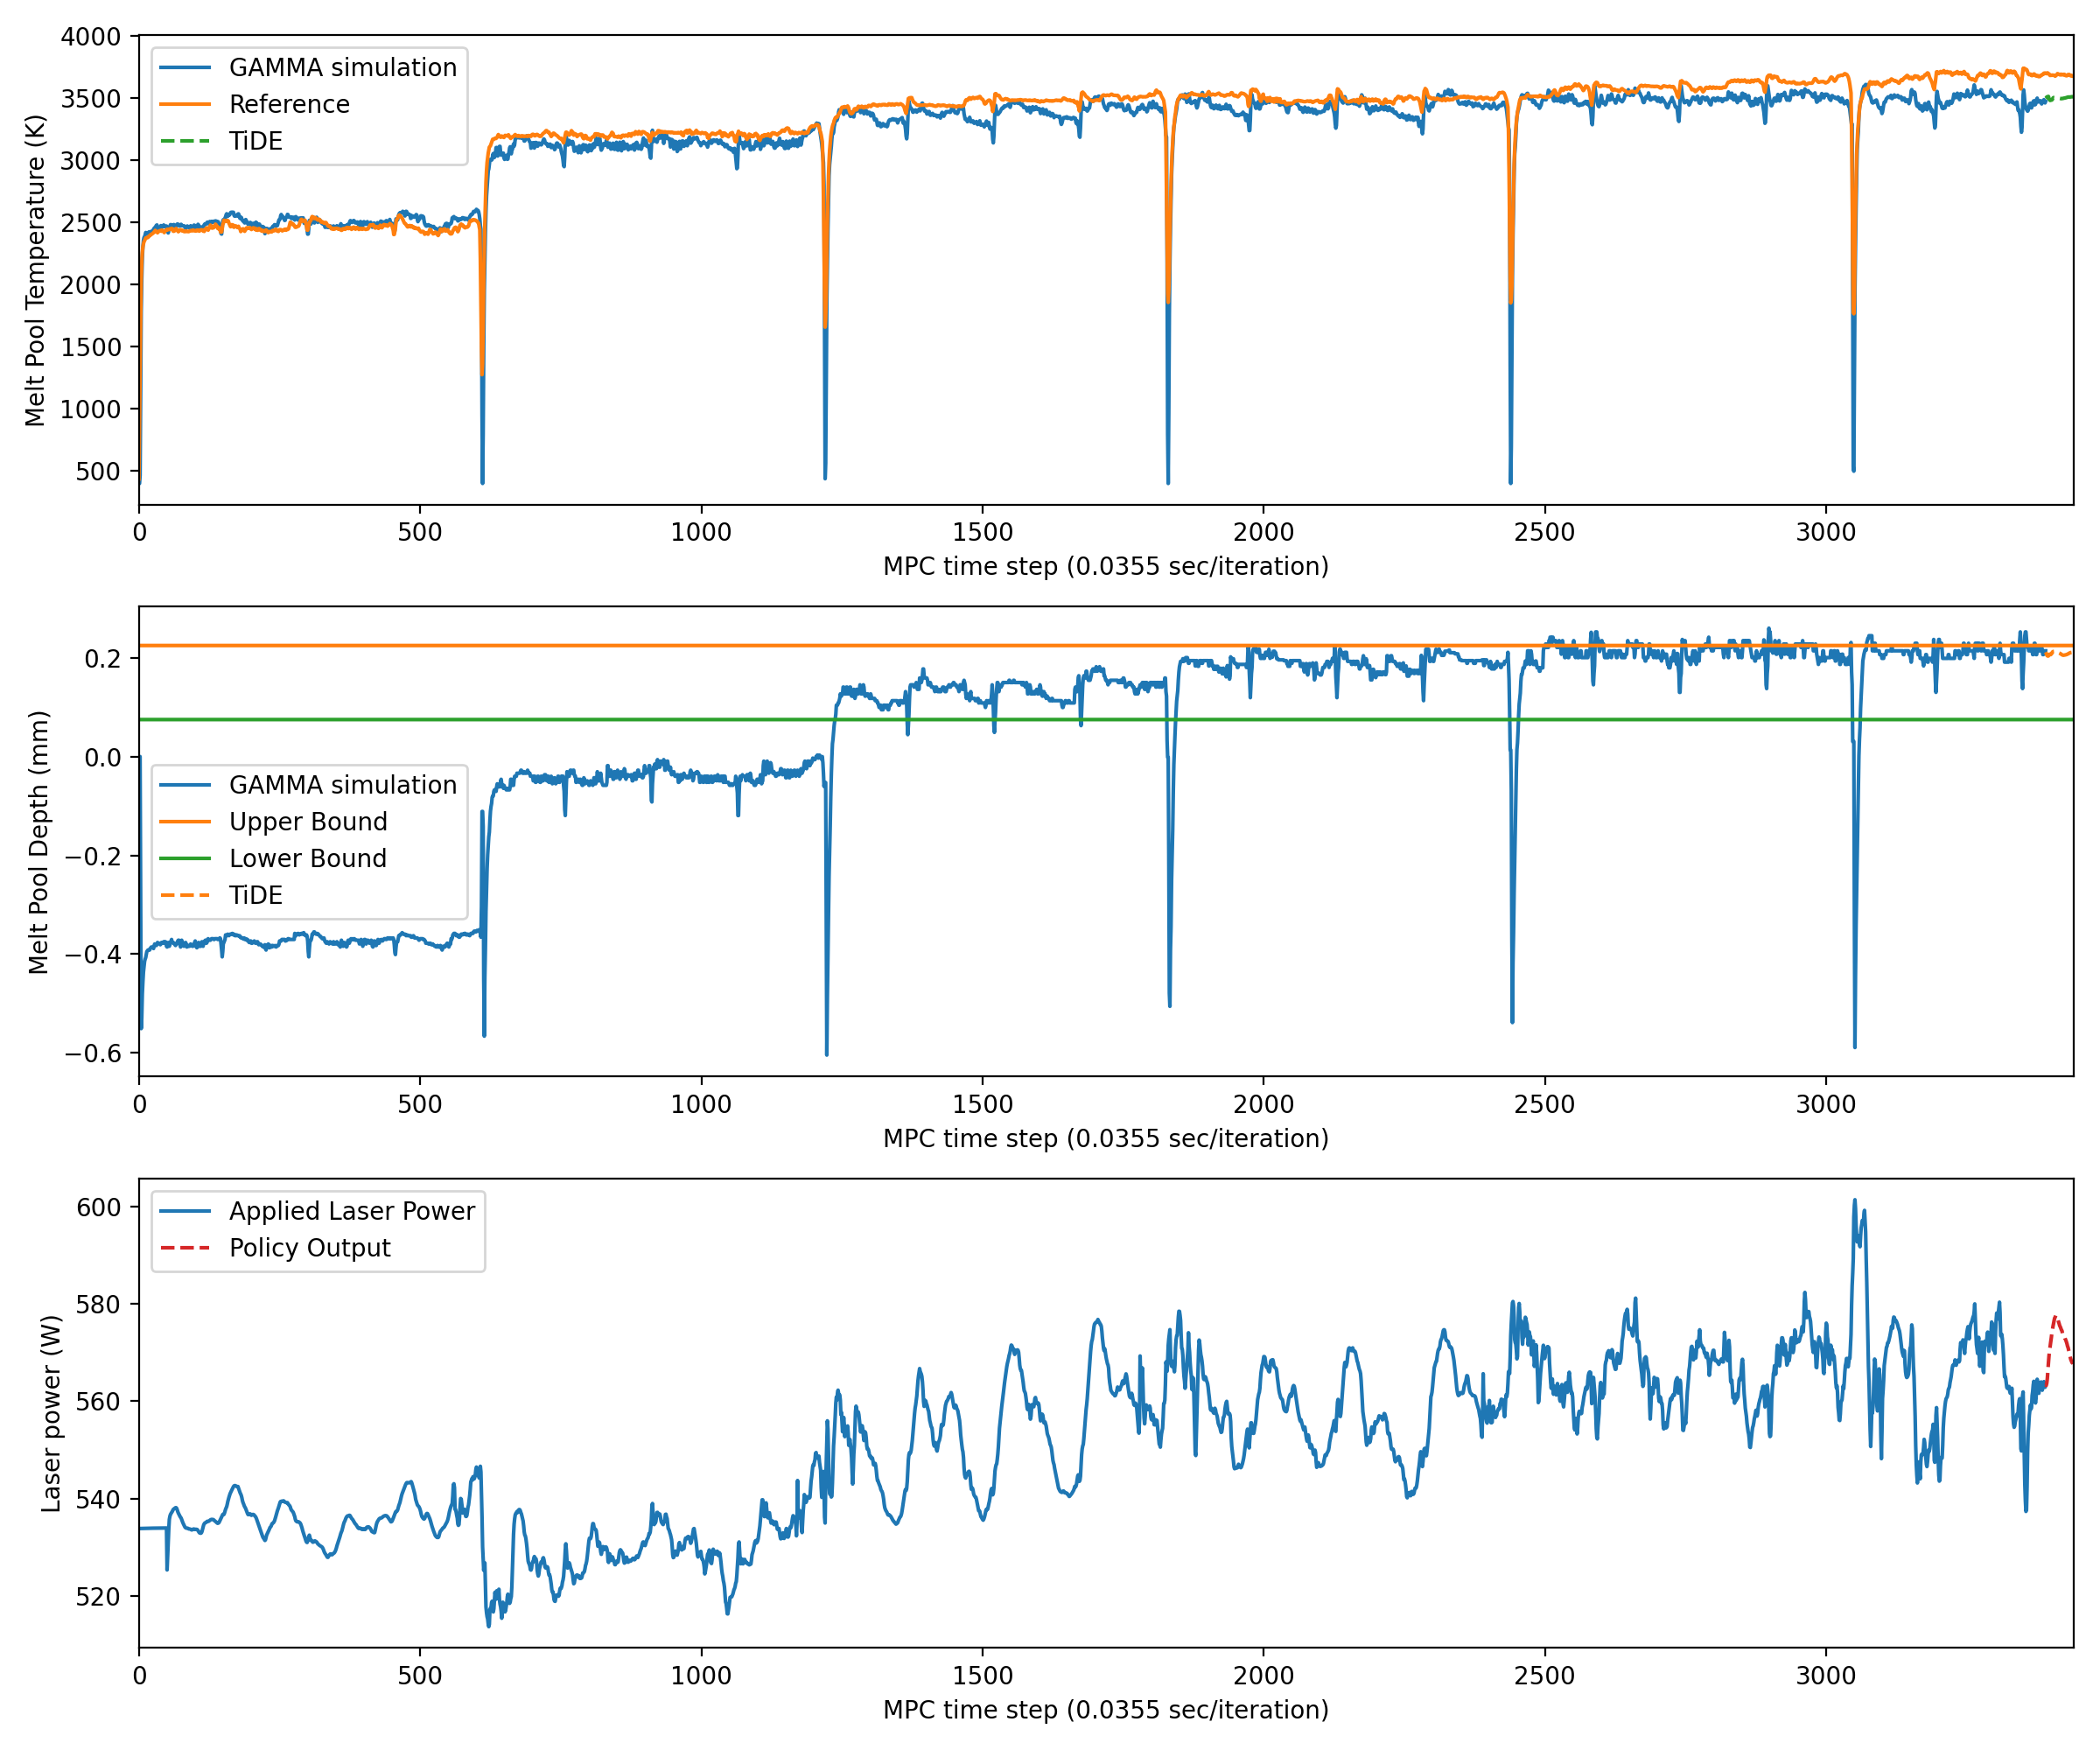 4000
3500
3000
2500
2000
1500
1000
500
Melt Pool Temperature (K)
GAMMA simulation
Reference
TiDE
0 500 1000 1500 2000 2500 3000
MPC time step (0.0355 sec/iteration)
0.2
0.0
−0.2
−0.4
−0.6
Melt Pool Depth (mm)
GAMMA simulation
Upper Bound
Lower Bound
TiDE
0 500 1000 1500 2000 2500 3000
MPC time step (0.0355 sec/iteration)
600
580
560
540
520
Laser power (W)
Applied Laser Power
Policy Output
0 500 1000 1500 2000 2500 3000
MPC time step (0.0355 sec/iteration)